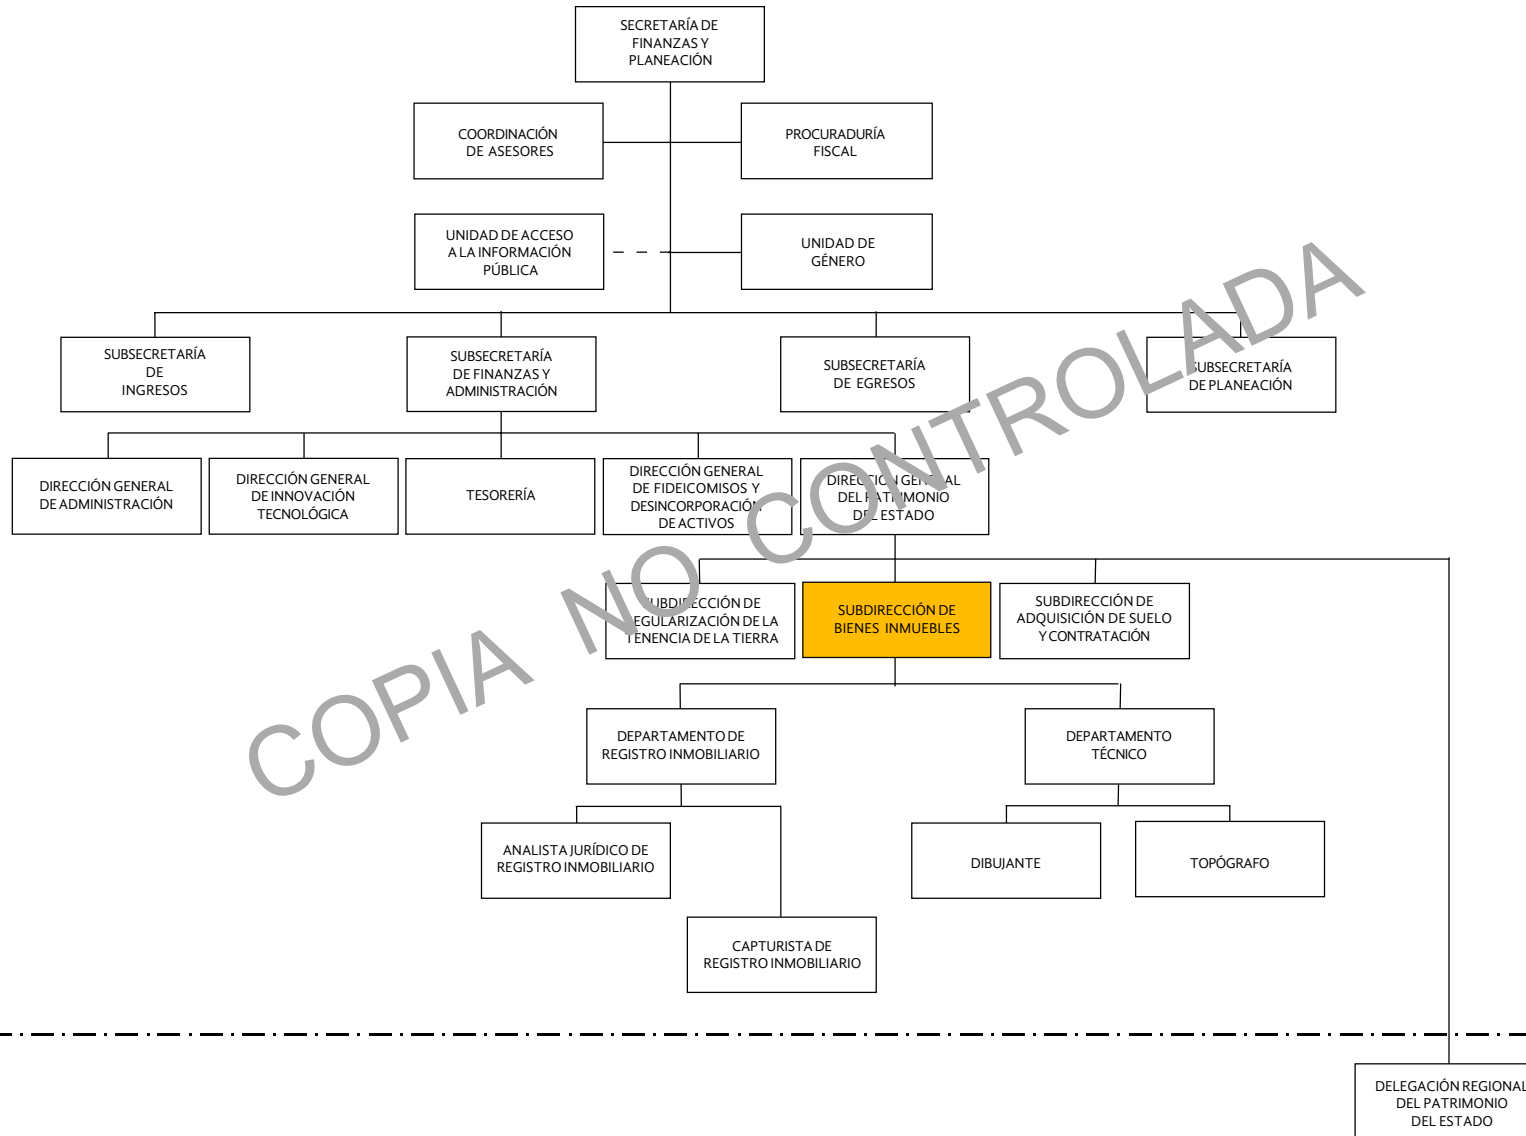 SECRETARÍA DE
FINANZAS Y
PLANEACIÓN
COORDINACIÓN
DE ASESORES
PROCURADURÍA
FISCAL
UNIDAD DE ACCESO
A LA INFORMACIÓN
PÚBLICA
UNIDAD DE
GÉNERO
SUBSECRETARÍA
DE
INGRESOS
SUBSECRETARÍA
DE FINANZAS Y
ADMINISTRACIÓN
SUBSECRETARÍA
DE EGRESOS
SUBSECRETARÍA
DE PLANEACIÓN
DIRECCIÓN GENERAL
DE ADMINISTRACIÓN
DIRECCIÓN GENERAL
DE INNOVACIÓN
TECNOLÓGICA
TESORERÍA
DIRECCIÓN GENERAL
DE FIDEICOMISOS Y
DESINCORPORACIÓN
DE ACTIVOS
DIRECCIÓN GENERAL
DEL PATRIMONIO
DEL ESTADO
SUBDIRECCIÓN DE
REGULARIZACIÓN DE LA
TENENCIA DE LA TIERRA
SUBDIRECCIÓN DE
BIENES INMUEBLES
SUBDIRECCIÓN DE
ADQUISICIÓN DE SUELO
Y CONTRATACIÓN
DEPARTAMENTO DE
REGISTRO INMOBILIARIO
DEPARTAMENTO
TÉCNICO
ANALISTA JURÍDICO DE
REGISTRO INMOBILIARIO
DIBUJANTE
TOPÓGRAFO
CAPTURISTA DE
REGISTRO INMOBILIARIO
DELEGACIÓN REGIONAL
DEL PATRIMONIO
DEL ESTADO
COPIA NO CONTROLADA